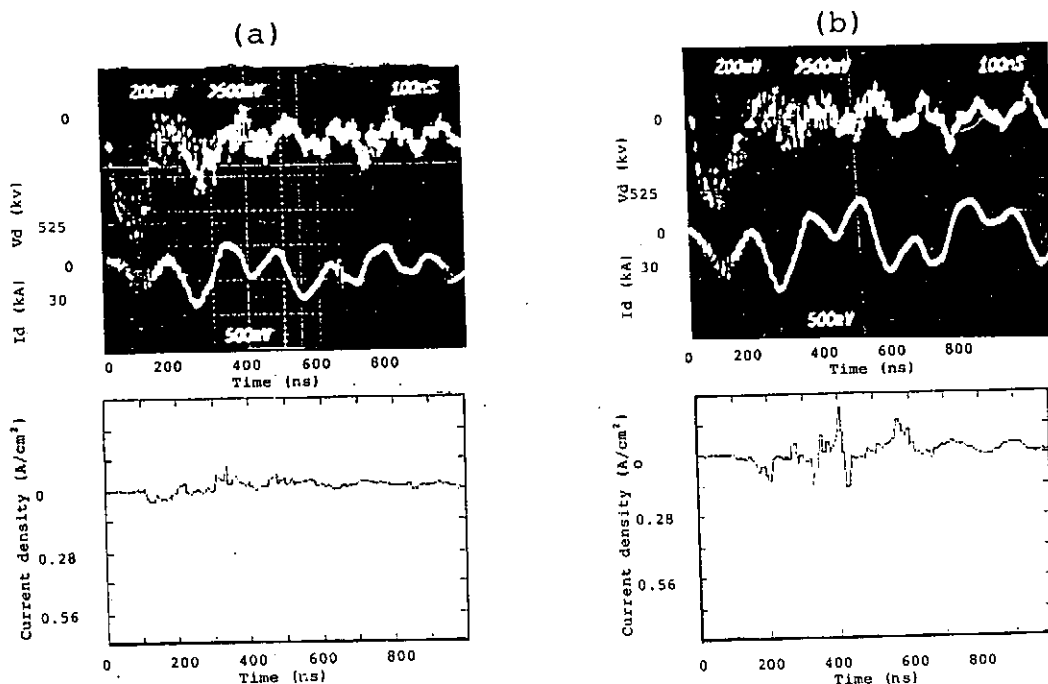 (a)
200mV >500mV 100nS
0
Vd (kv)
525
0
Id (kA)
30
500mV
0 200 400 600 800
Time (ns)
Current density (A/cm²)
0
0.28
0.56
0 200 400 600 800
Time (ns)
(b)
200mV >500mV 100nS
0
Vd (kv)
525
0
Id (kA)
30
500mV
0 200 400 600 800
Time (ns)
Current density (A/cm²)
0
0.28
0.56
0 200 400 600 800
Time (ns)